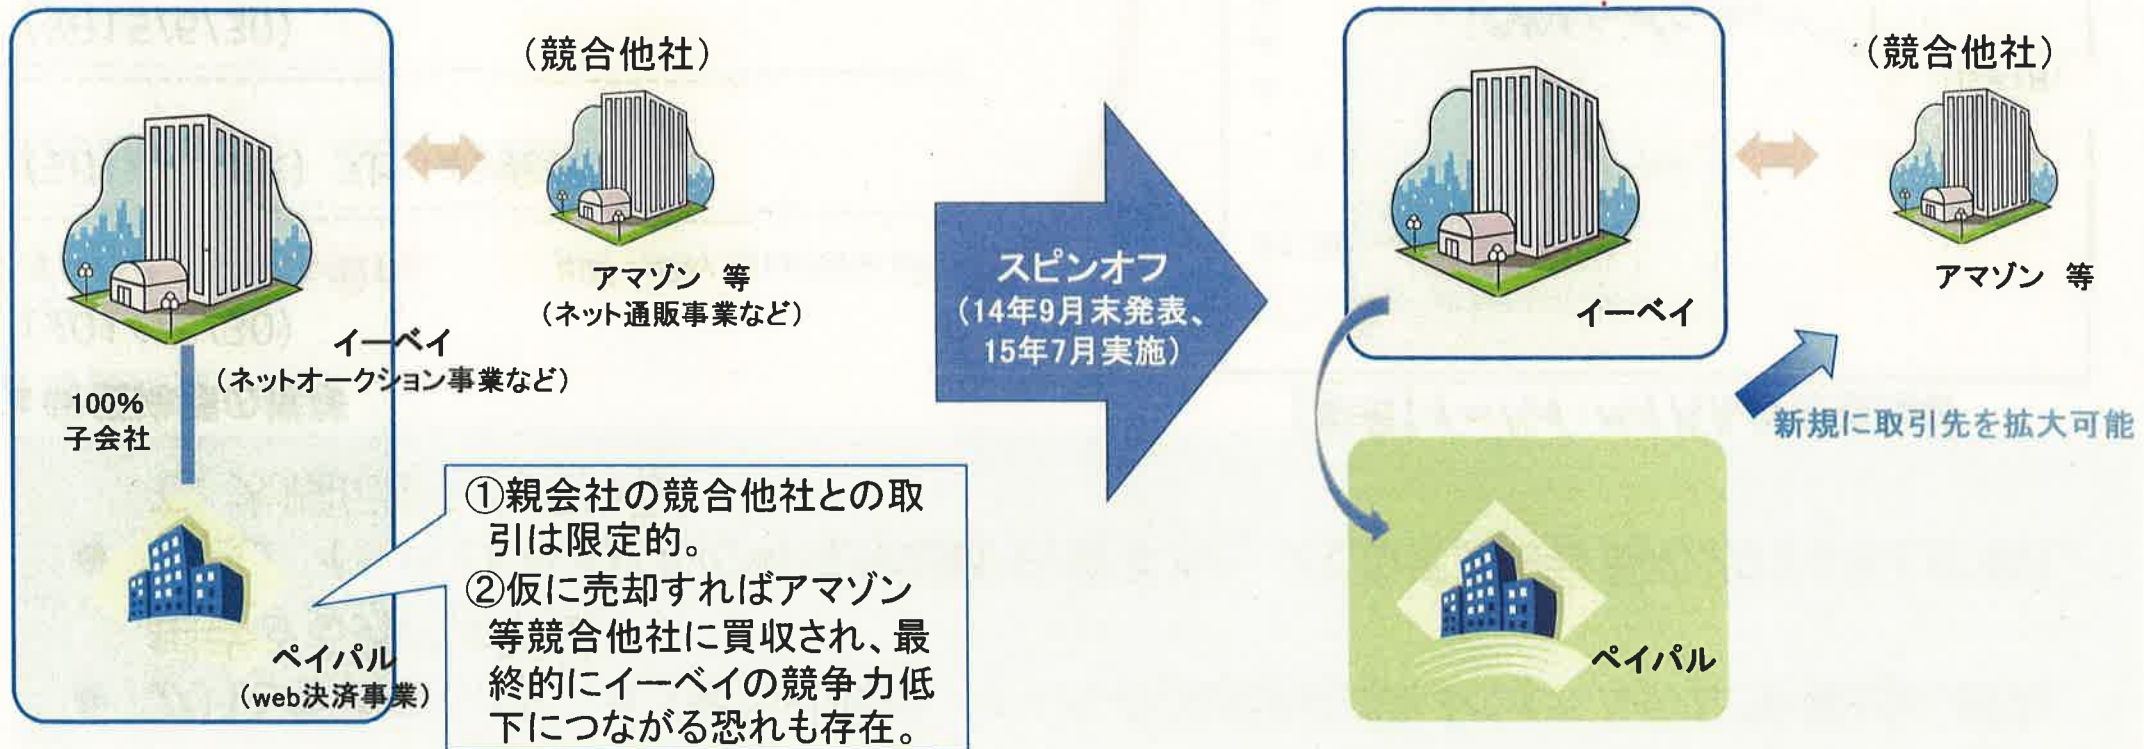 （競合他社）
アマゾン 等
（ネット通販事業など）
イーベイ
（ネットオークション事業など）
100%
子会社
ペイパル
（web決済事業）
①親会社の競合他社との取
引は限定的。
②仮に売却すればアマゾン
等競合他社に買収され、最
終的にイーベイの競争力低
下につながる恐れも存在。
スピンオフ
（14年9月末発表、
15年7月実施）
イーベイ
（競合他社）
アマゾン 等
新規に取引先を拡大可能
ペイパル